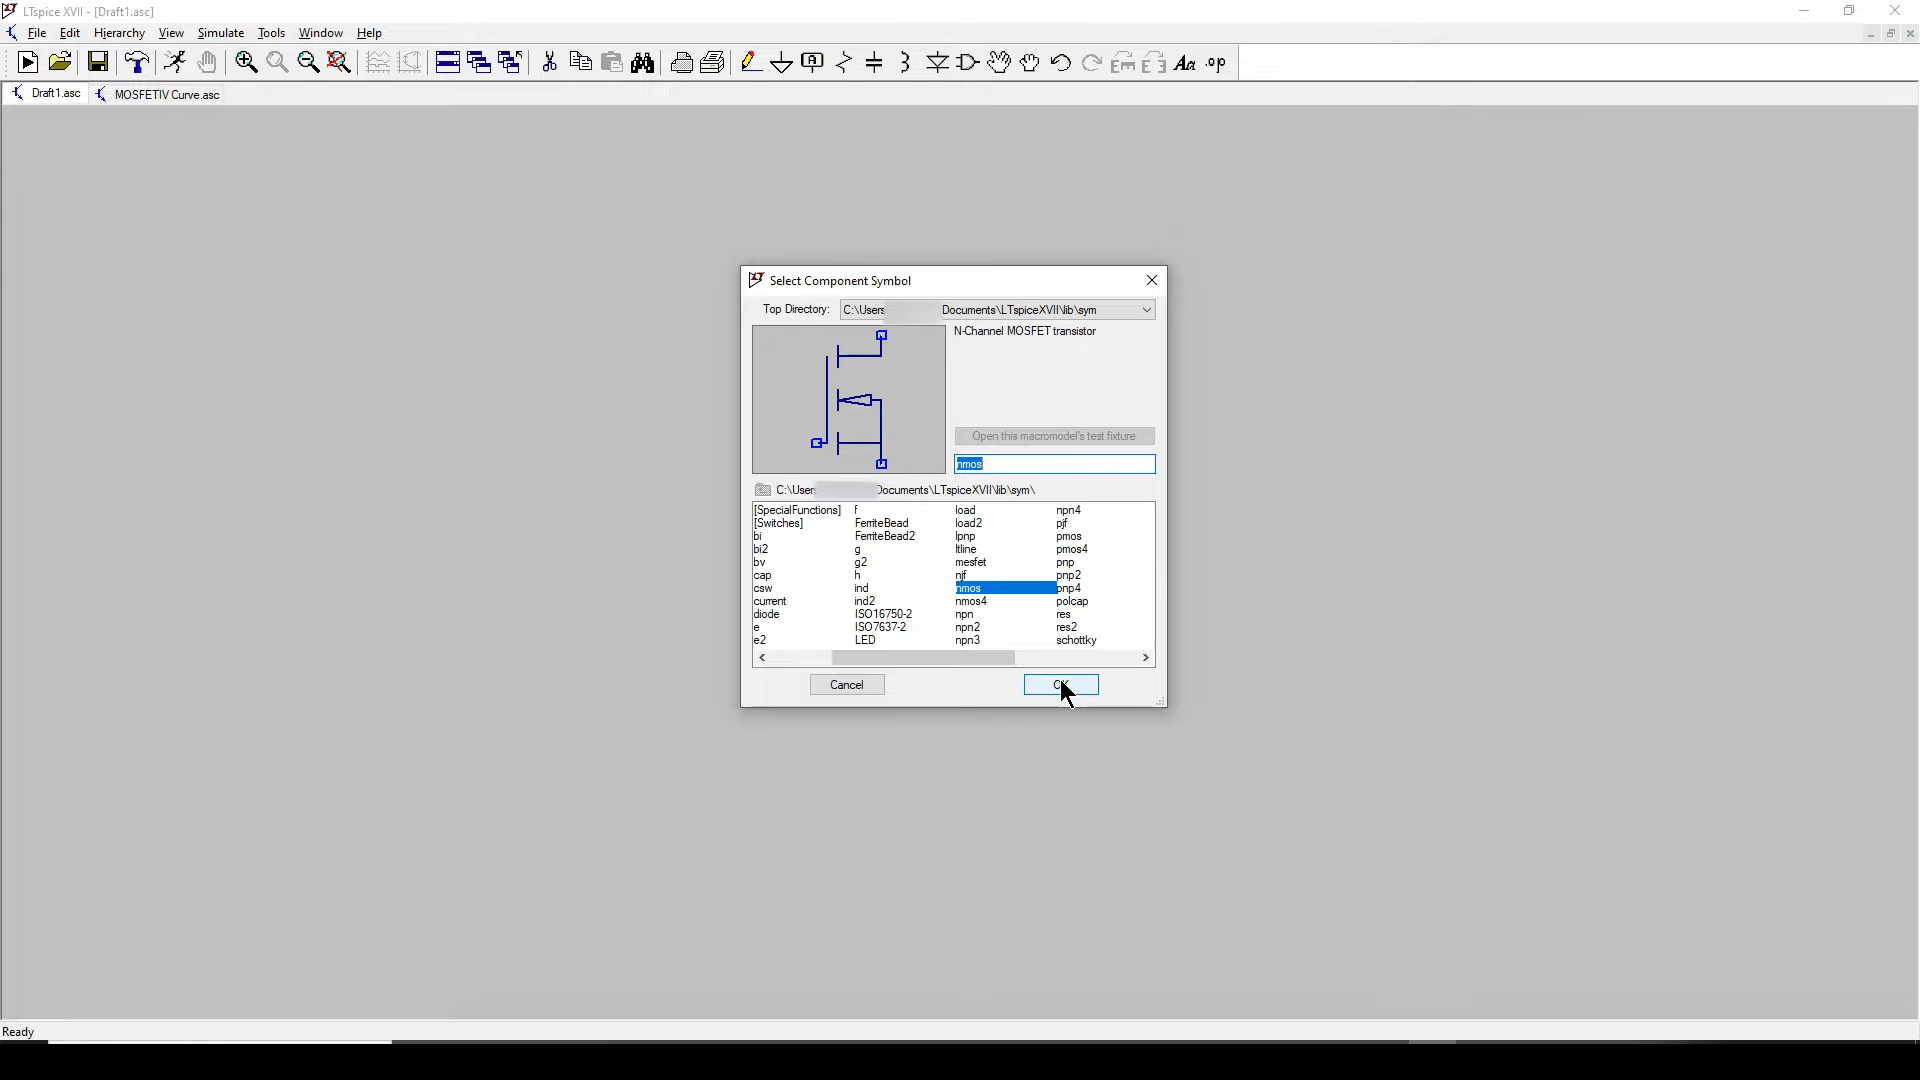 LTspice XVII - [Draft1.asc]
File Edit Hierarchy View Simulate Tools Window Help
Draft1.asc MOSFETIV Curve.asc
Select Component Symbol
Top Directory: C:\Users Documents\LTspiceXVII\lib\sym
N-Channel MOSFET transistor
Open this macromodel's test fixture
nmos
C:\Users Documents\LTspiceXVII\lib\sym\
[SpecialFunctions] f load npn4
[Switches] FerriteBead load2 pjf
bi FerriteBead2 lpnp pmos
bi2 g ltline pmos4
bv g2 mesfet pnp
cap h njf pnp2
csw ind nmos pnp4
current ind2 nmos4 polcap
diode ISO16750-2 npn res
e ISO7637-2 npn2 res2
e2 LED npn3 schottky
Cancel OK
Ready